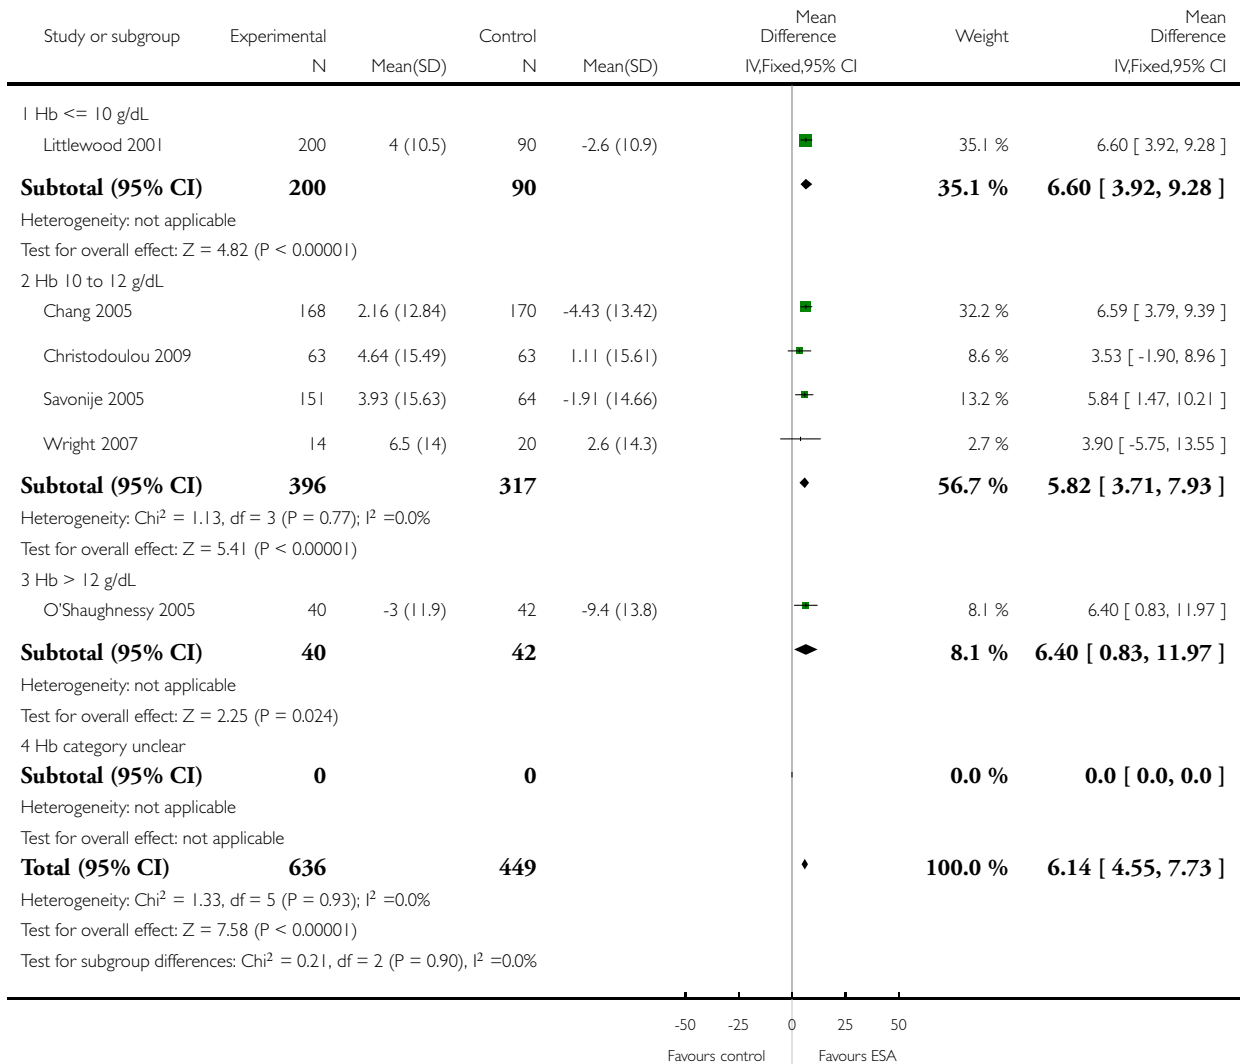 Study or subgroup Experimental Control Mean Difference Weight Mean Difference
N Mean(SD) N Mean(SD) IV,Fixed,95% CI IV,Fixed,95% CI
1 Hb <= 10 g/dL
Littlewood 2001 200 4 (10.5) 90 -2.6 (10.9) 35.1 % 6.60 [ 3.92, 9.28 ]
Subtotal (95% CI) 200 90 35.1 % 6.60 [ 3.92, 9.28 ]
Heterogeneity: not applicable
Test for overall effect: Z = 4.82 (P < 0.00001)
2 Hb 10 to 12 g/dL
Chang 2005 168 2.16 (12.84) 170 -4.43 (13.42) 32.2 % 6.59 [ 3.79, 9.39 ]
Christodoulou 2009 63 4.64 (15.49) 63 1.11 (15.61) 8.6 % 3.53 [ -1.90, 8.96 ]
Savonije 2005 151 3.93 (15.63) 64 -1.91 (14.66) 13.2 % 5.84 [ 1.47, 10.21 ]
Wright 2007 14 6.5 (14) 20 2.6 (14.3) 2.7 % 3.90 [ -5.75, 13.55 ]
Subtotal (95% CI) 396 317 56.7 % 5.82 [ 3.71, 7.93 ]
Heterogeneity: Chi² = 1.13, df = 3 (P = 0.77); I² =0.0%
Test for overall effect: Z = 5.41 (P < 0.00001)
3 Hb > 12 g/dL
O'Shaughnessy 2005 40 -3 (11.9) 42 -9.4 (13.8) 8.1 % 6.40 [ 0.83, 11.97 ]
Subtotal (95% CI) 40 42 8.1 % 6.40 [ 0.83, 11.97 ]
Heterogeneity: not applicable
Test for overall effect: Z = 2.25 (P = 0.024)
4 Hb category unclear
Subtotal (95% CI) 0 0 0.0 % 0.0 [ 0.0, 0.0 ]
Heterogeneity: not applicable
Test for overall effect: not applicable
Total (95% CI) 636 449 100.0 % 6.14 [ 4.55, 7.73 ]
Heterogeneity: Chi² = 1.33, df = 5 (P = 0.93); I² =0.0%
Test for overall effect: Z = 7.58 (P < 0.00001)
Test for subgroup differences: Chi² = 0.21, df = 2 (P = 0.90), I² =0.0%
-50 -25 0 25 50
Favours control Favours ESA